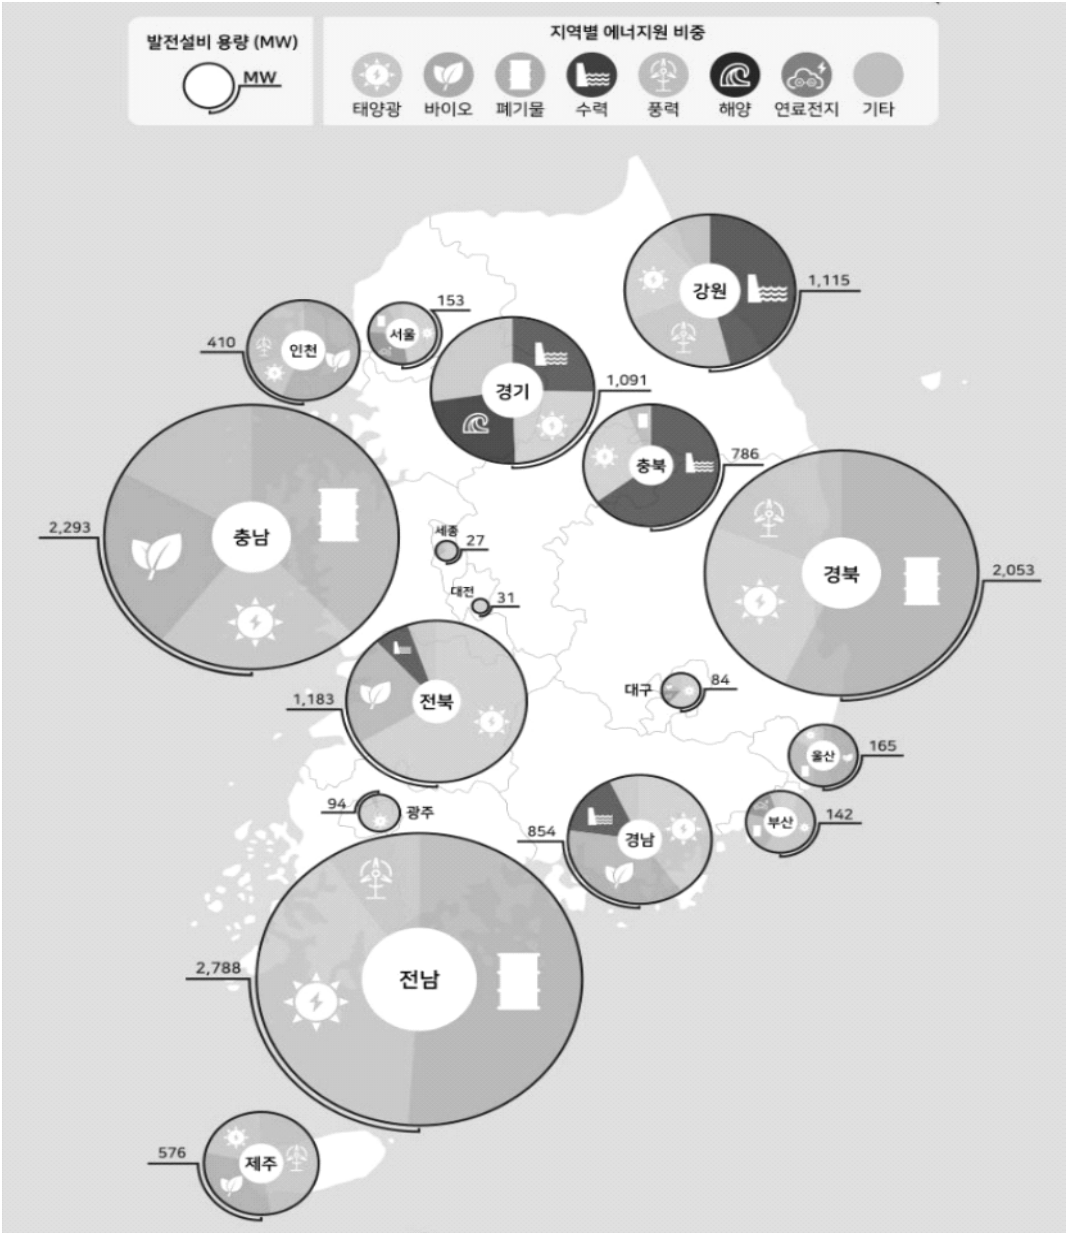 발전설비 용량 (MW)
MW
지역별 에너지원 비중
태양광 바이오 폐기물 수력 풍력 해양 연료전지 기타
강원
1,115
153
서울
410
인천
경기
1,091
충북
786
2,293
충남
세종
27
대전
31
경북
2,053
1,183
전북
대구
84
울산
165
94
광주
854
경남
부산
142
2,788
전남
576
제주